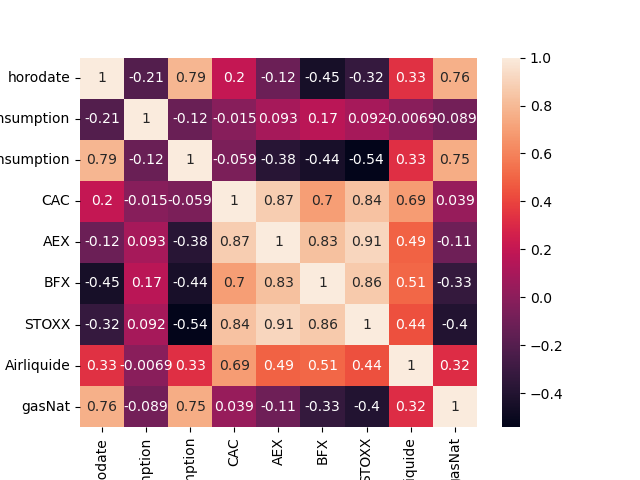 horodate 1 -0.21 0.79 0.2 -0.12 -0.45 -0.32 0.33 0.76
nsumption -0.21 1 -0.12 -0.015 0.093 0.17 0.092 -0.0069 -0.089
nsumption 0.79 -0.12 1 -0.059 -0.38 -0.44 -0.54 0.33 0.75
CAC 0.2 -0.015 -0.059 1 0.87 0.7 0.84 0.69 0.039
AEX -0.12 0.093 -0.38 0.87 1 0.83 0.91 0.49 -0.11
BFX -0.45 0.17 -0.44 0.7 0.83 1 0.86 0.51 -0.33
STOXX -0.32 0.092 -0.54 0.84 0.91 0.86 1 0.44 -0.4
Airliquide 0.33 -0.0069 0.33 0.69 0.49 0.51 0.44 1 0.32
gasNat 0.76 -0.089 0.75 0.039 -0.11 -0.33 -0.4 0.32 1
rodate
mption
mption
CAC
AEX
BFX
STOXX
iquide
asNat
1.0
0.8
0.6
0.4
0.2
0.0
−0.2
−0.4